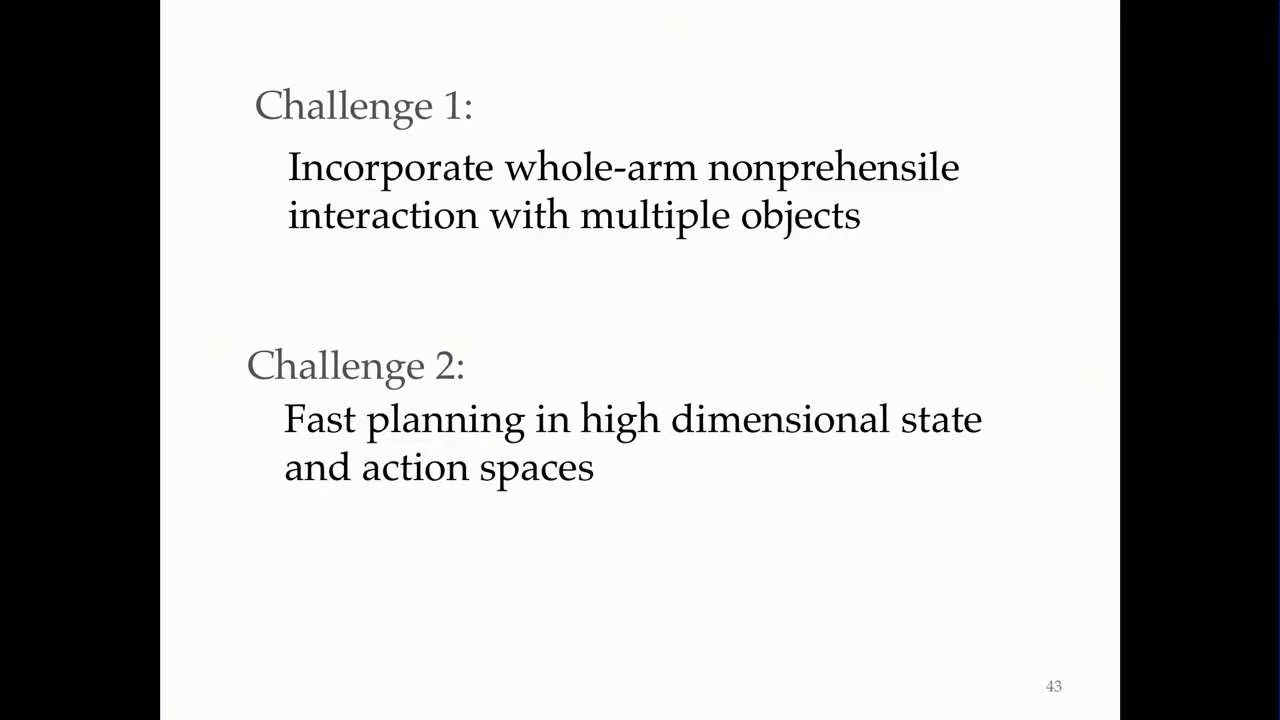 Challenge 1:
Incorporate whole-arm nonprehensile
interaction with multiple objects
Challenge 2:
Fast planning in high dimensional state
and action spaces
43